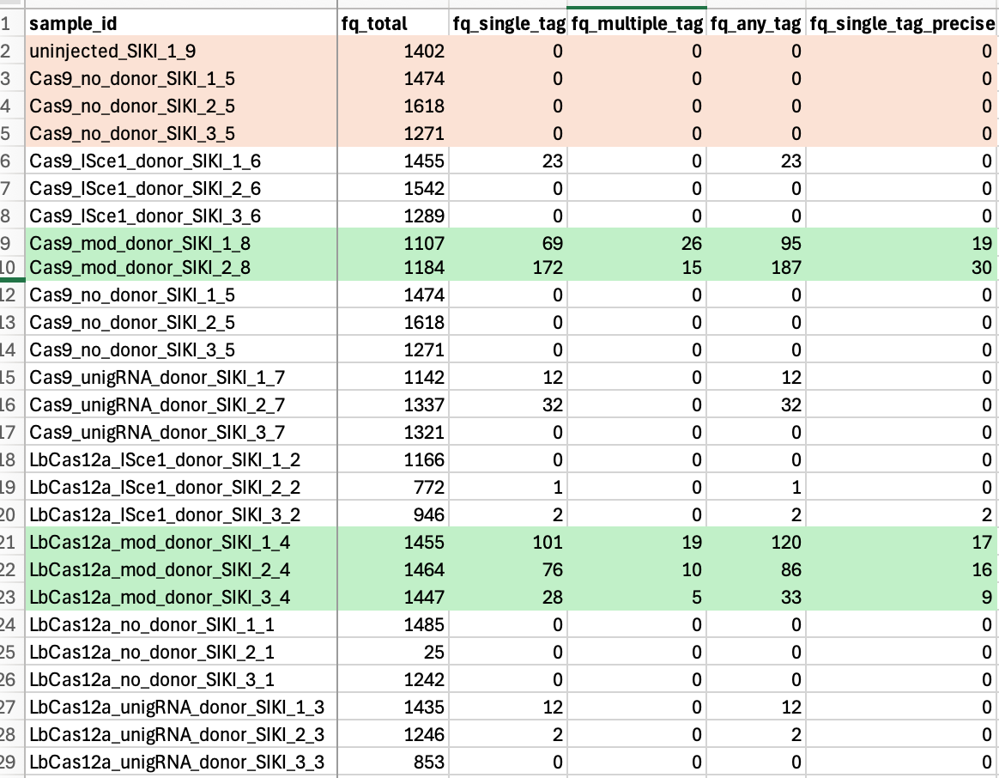 1 sample_id fq_total fq_single_tag fq_multiple_tag fq_any_tag fq_single_tag_precise
2 uninjected_SIKI_1_9 1402 0 0 0 0
3 Cas9_no_donor_SIKI_1_5 1474 0 0 0 0
4 Cas9_no_donor_SIKI_2_5 1618 0 0 0 0
5 Cas9_no_donor_SIKI_3_5 1271 0 0 0 0
6 Cas9_ISce1_donor_SIKI_1_6 1455 23 0 23 0
7 Cas9_ISce1_donor_SIKI_2_6 1542 0 0 0 0
8 Cas9_ISce1_donor_SIKI_3_6 1289 0 0 0 0
9 Cas9_mod_donor_SIKI_1_8 1107 69 26 95 19
10 Cas9_mod_donor_SIKI_2_8 1184 172 15 187 30
12 Cas9_no_donor_SIKI_1_5 1474 0 0 0 0
13 Cas9_no_donor_SIKI_2_5 1618 0 0 0 0
14 Cas9_no_donor_SIKI_3_5 1271 0 0 0 0
15 Cas9_unigRNA_donor_SIKI_1_7 1142 12 0 12 0
16 Cas9_unigRNA_donor_SIKI_2_7 1337 32 0 32 0
17 Cas9_unigRNA_donor_SIKI_3_7 1321 0 0 0 0
18 LbCas12a_ISce1_donor_SIKI_1_2 1166 0 0 0 0
19 LbCas12a_ISce1_donor_SIKI_2_2 772 1 0 1 0
20 LbCas12a_ISce1_donor_SIKI_3_2 946 2 0 2 2
21 LbCas12a_mod_donor_SIKI_1_4 1455 101 19 120 17
22 LbCas12a_mod_donor_SIKI_2_4 1464 76 10 86 16
23 LbCas12a_mod_donor_SIKI_3_4 1447 28 5 33 9
24 LbCas12a_no_donor_SIKI_1_1 1485 0 0 0 0
25 LbCas12a_no_donor_SIKI_2_1 25 0 0 0 0
26 LbCas12a_no_donor_SIKI_3_1 1242 0 0 0 0
27 LbCas12a_unigRNA_donor_SIKI_1_3 1435 12 0 12 0
28 LbCas12a_unigRNA_donor_SIKI_2_3 1246 2 0 2 0
29 LbCas12a_unigRNA_donor_SIKI_3_3 853 0 0 0 0